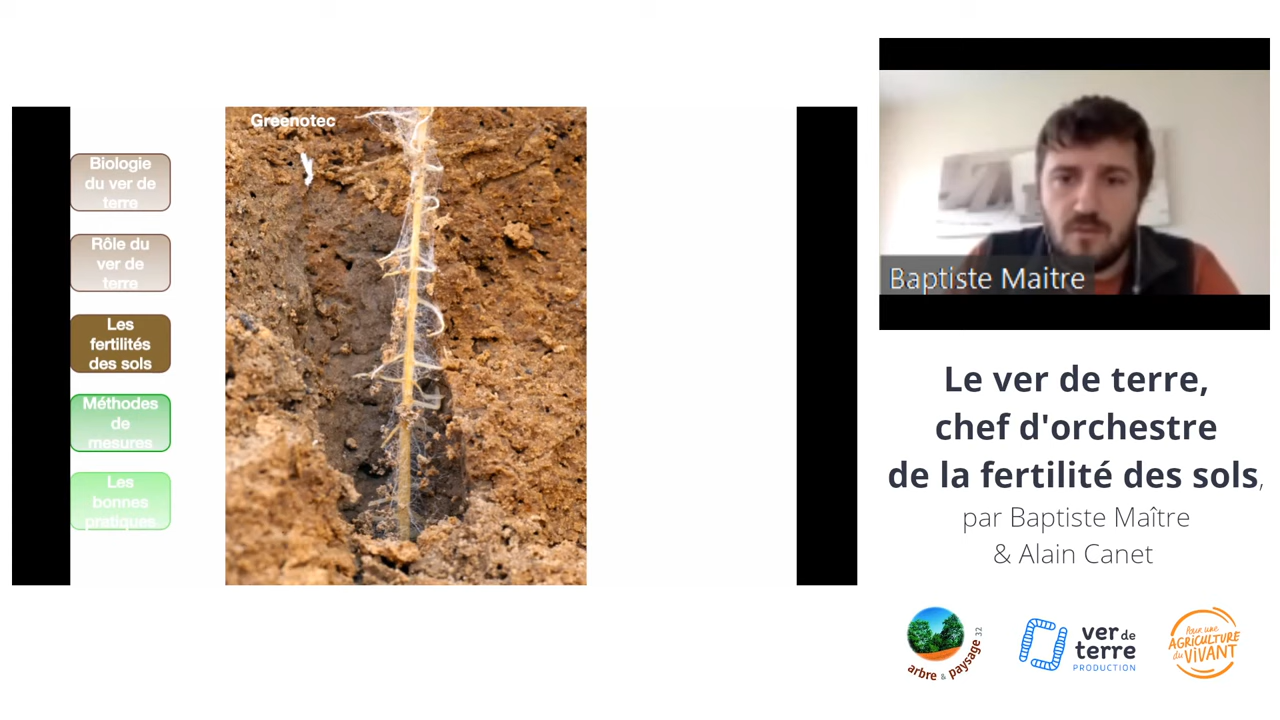 Greenotec
Biologie
du ver de
terre
Rôle du
ver de
terre
Les
fertilités
des sols
Méthodes
de
mesures
Les
bonnes
pratiques
Baptiste Maitre
Le ver de terre,
chef d'orchestre
de la fertilité des sols,
par Baptiste Maître
& Alain Canet
arbre & paysage 32
ver de
terre
PRODUCTION
Pour une
AGRICULTURE
du ViVANT